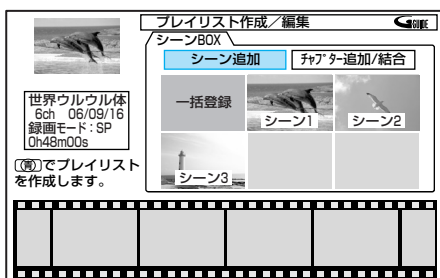 プレイリスト作成／編集
GGUIDE
シーンBOX
シーン追加
ﾁｬﾌﾟﾀｰ追加/結合
世界ウルウル体
6ch 06/09/16
録画モード：SP
0h48m00s
一括登録
シーン1
シーン2
(青)でプレイリスト
を作成します。
シーン3